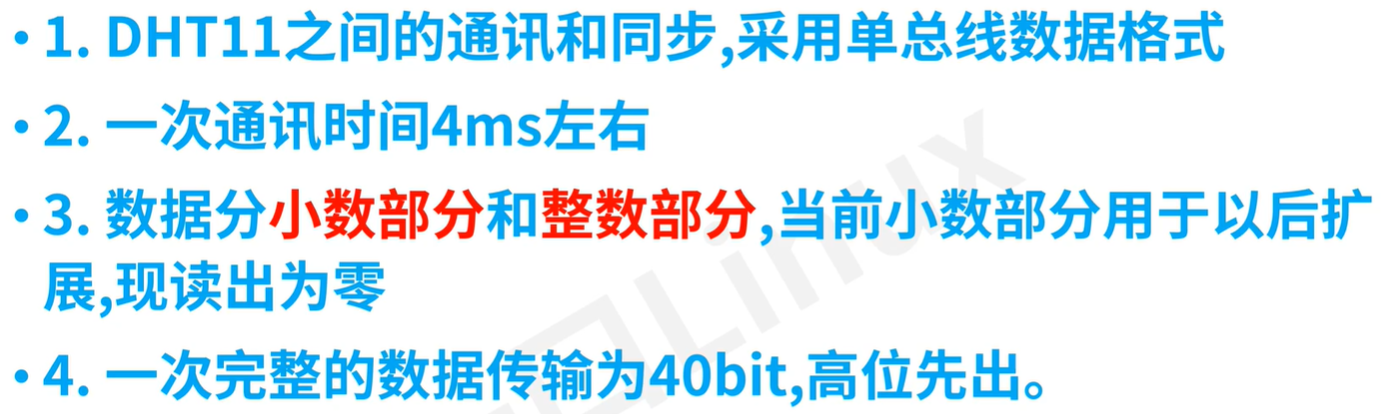 • 1. DHT11之间的通讯和同步,采用单总线数据格式
• 2. 一次通讯时间4ms左右
• 3. 数据分小数部分和整数部分,当前小数部分用于以后扩
展,现读出为零
• 4. 一次完整的数据传输为40bit,高位先出。
Linux